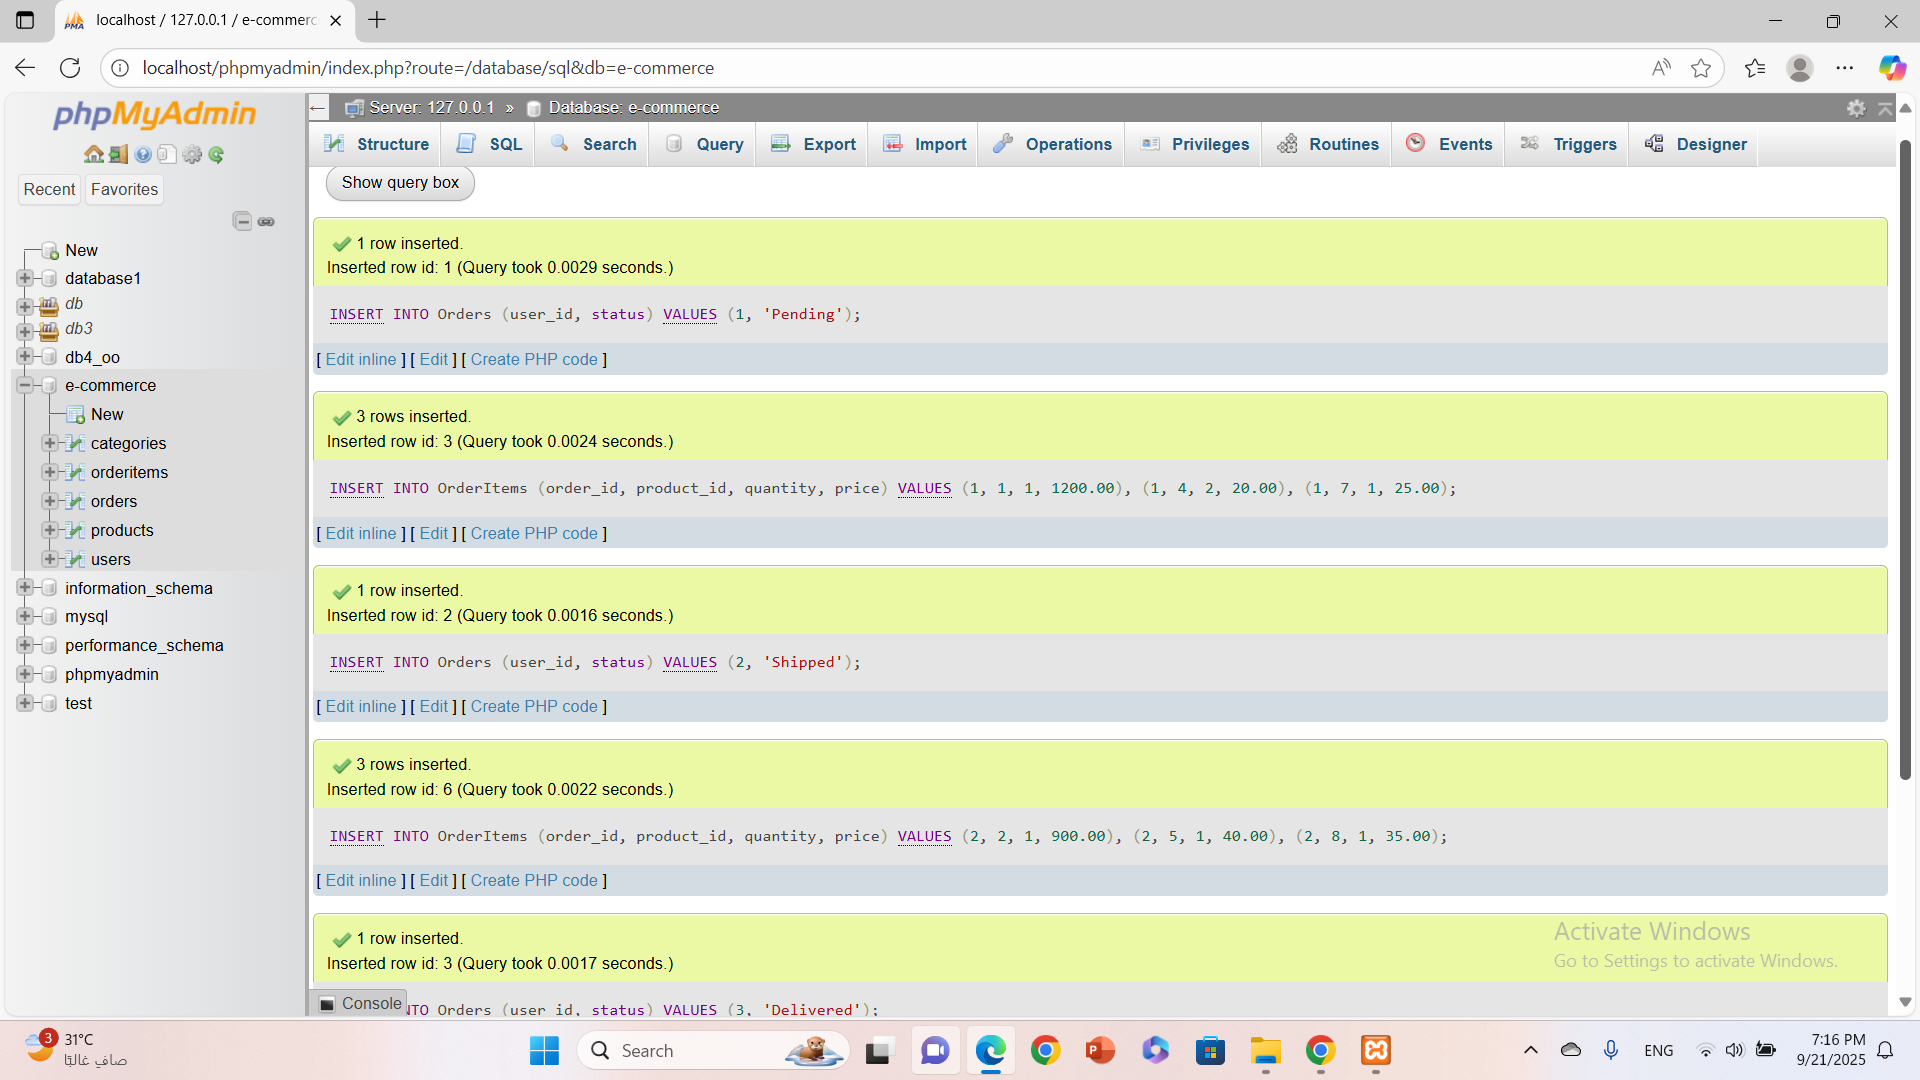 localhost / 127.0.0.1 / e-commerc
localhost/phpmyadmin/index.php?route=/database/sql&db=e-commerce
phpMyAdmin
Recent
Favorites
New
database1
db
db3
db4_oo
e-commerce
New
categories
orderitems
orders
products
users
information_schema
mysql
performance_schema
phpmyadmin
test
Server: 127.0.0.1 » Database: e-commerce
Structure SQL Search Query Export Import Operations Privileges Routines Events Triggers Designer
Show query box
1 row inserted.
Inserted row id: 1 (Query took 0.0029 seconds.)
INSERT INTO Orders (user_id, status) VALUES (1, 'Pending');
[ Edit inline ] [ Edit ] [ Create PHP code ]
3 rows inserted.
Inserted row id: 3 (Query took 0.0024 seconds.)
INSERT INTO OrderItems (order_id, product_id, quantity, price) VALUES (1, 1, 1, 1200.00), (1, 4, 2, 20.00), (1, 7, 1, 25.00);
[ Edit inline ] [ Edit ] [ Create PHP code ]
1 row inserted.
Inserted row id: 2 (Query took 0.0016 seconds.)
INSERT INTO Orders (user_id, status) VALUES (2, 'Shipped');
[ Edit inline ] [ Edit ] [ Create PHP code ]
3 rows inserted.
Inserted row id: 6 (Query took 0.0022 seconds.)
INSERT INTO OrderItems (order_id, product_id, quantity, price) VALUES (2, 2, 1, 900.00), (2, 5, 1, 40.00), (2, 8, 1, 35.00);
[ Edit inline ] [ Edit ] [ Create PHP code ]
1 row inserted.
Inserted row id: 3 (Query took 0.0017 seconds.)
Console
NTO Orders (user_id, status) VALUES (3, 'Delivered');
Activate Windows
Go to Settings to activate Windows.
3
31°C
صافٍ غالبًا
Search
ENG
7:16 PM
9/21/2025